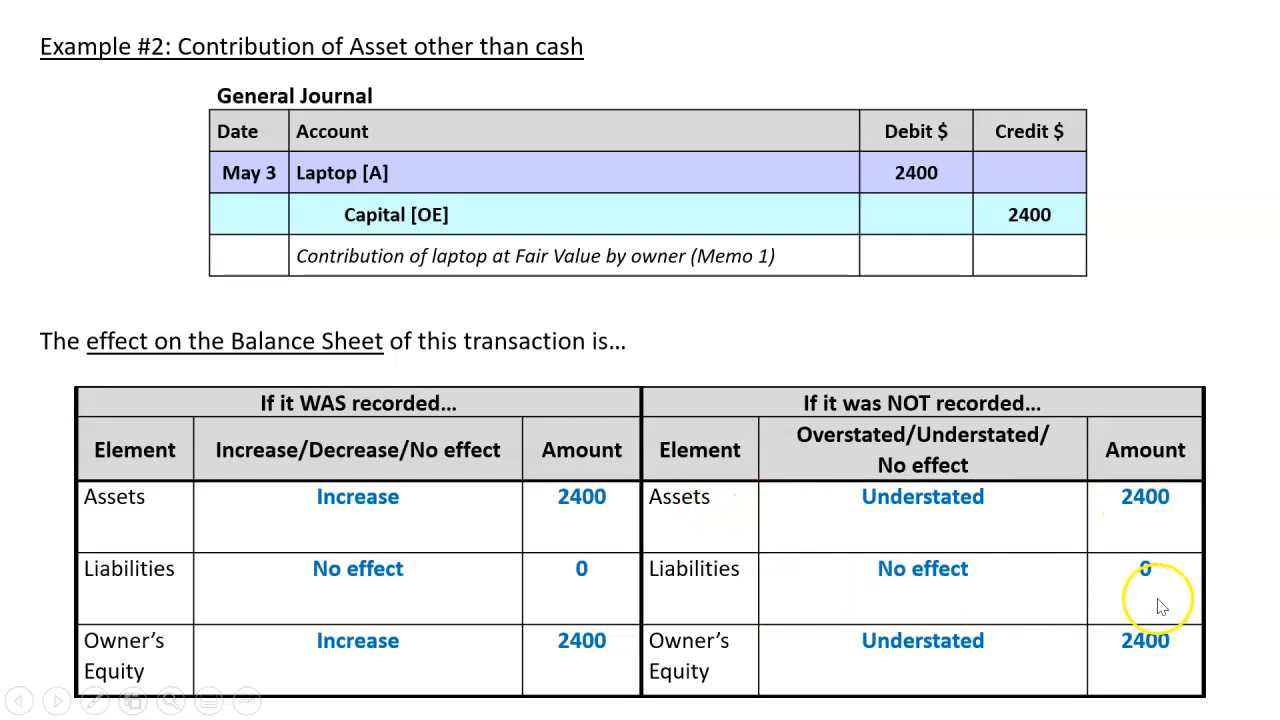 Example #2: Contribution of Asset other than cash
General Journal
Date Account Debit $ Credit $
May 3 Laptop [A] 2400
Capital [OE] 2400
Contribution of laptop at Fair Value by owner (Memo 1)
The effect on the Balance Sheet of this transaction is…
If it WAS recorded… If it was NOT recorded…
Element Increase/Decrease/No effect Amount Element Overstated/Understated/
No effect Amount
Assets Increase 2400 Assets Understated 2400
Liabilities No effect 0 Liabilities No effect 0
Owner’s Increase 2400 Owner’s Understated 2400
Equity Equity